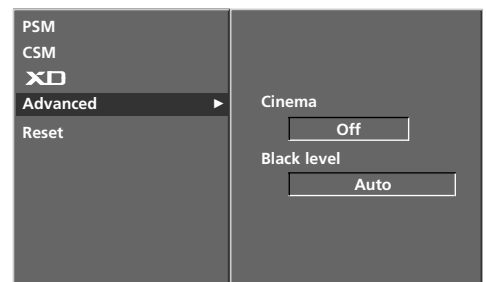 PSM
CSM
XD
Advanced ►
Reset
Cinema
Off
Black level
Auto